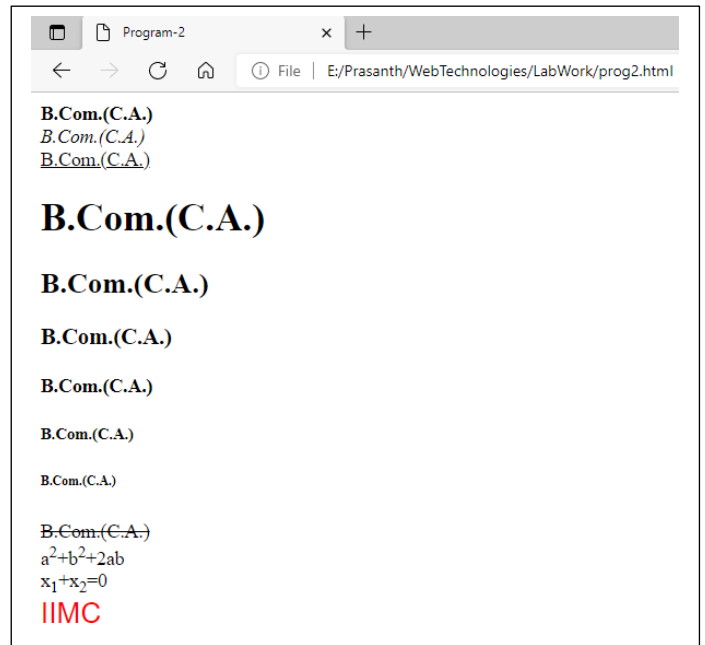 Program-2
File | E:/Prasanth/WebTechnologies/LabWork/prog2.html
B.Com.(C.A.)
B.Com.(C.A.)
B.Com.(C.A.)
B.Com.(C.A.)
B.Com.(C.A.)
B.Com.(C.A.)
B.Com.(C.A.)
B.Com.(C.A.)
B.Com.(C.A.)
B.Com.(C.A.)
a²+b²+2ab
x₁+x₂=0
IIMC